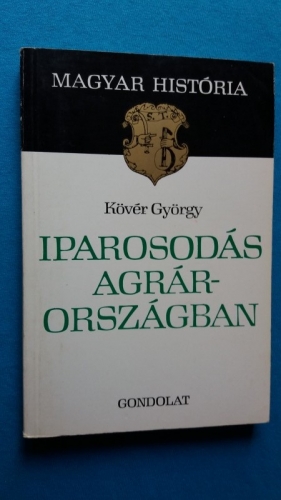 MAGYAR HISTÓRIA
Kövér György
IPAROSODÁS
AGRÁR-
ORSZÁGBAN
GONDOLAT